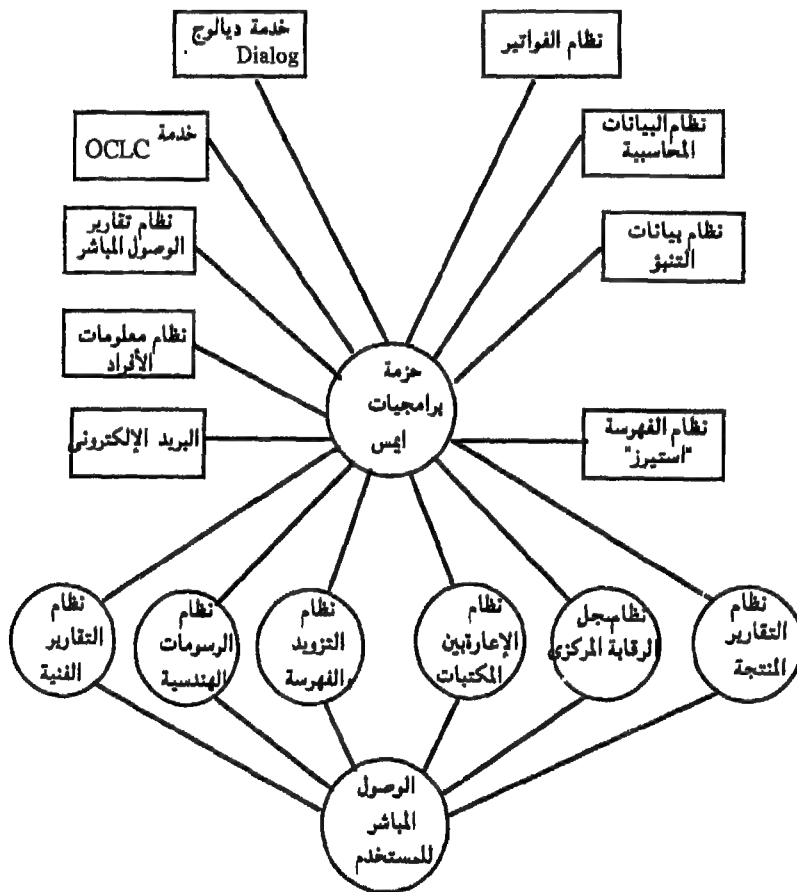 نظام الفواتير
خدمة ديالوج
Dialog
نظام البيانات
المحاسبية
خدمة
OCLC
نظام بيانات
التنبؤ
نظام تقارير
الوصول المباشر
نظام معلومات
الأفراد
حزمة
برامجيات
ايمس
نظام الفهرسة
"استيرز"
البريد الإلكترونى
نظام
التقارير
المنتجة
نظام سجل
الرقابة المركزى
نظام
الإعارة بين
المكتبات
نظام
التزويد
والفهرسة
نظام
الرسومات
الهندسية
نظام
التقارير
الفنية
الوصول
المباشر
للمستخدم